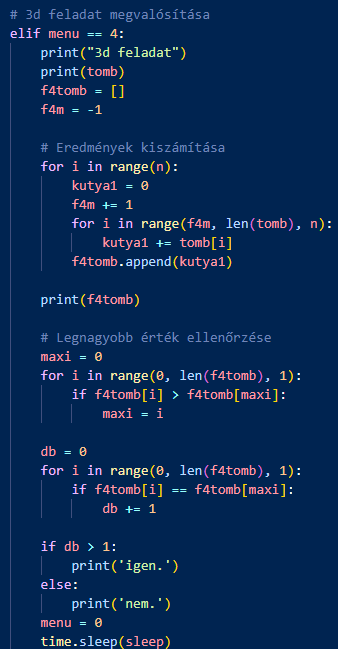 # 3d feladat megvalósítása
elif menu == 4:
    print("3d feladat")
    print(tomb)
    f4tomb = []
    f4m = -1

    # Eredmények kiszámítása
    for i in range(n):
        kutya1 = 0
        f4m += 1
        for i in range(f4m, len(tomb), n):
            kutya1 += tomb[i]
        f4tomb.append(kutya1)

    print(f4tomb)

    # Legnagyobb érték ellenőrzése
    maxi = 0
    for i in range(0, len(f4tomb), 1):
        if f4tomb[i] > f4tomb[maxi]:
            maxi = i

    db = 0
    for i in range(0, len(f4tomb), 1):
        if f4tomb[i] == f4tomb[maxi]:
            db += 1

    if db > 1:
        print('igen.')
    else:
        print('nem.')
    menu = 0
    time.sleep(sleep)